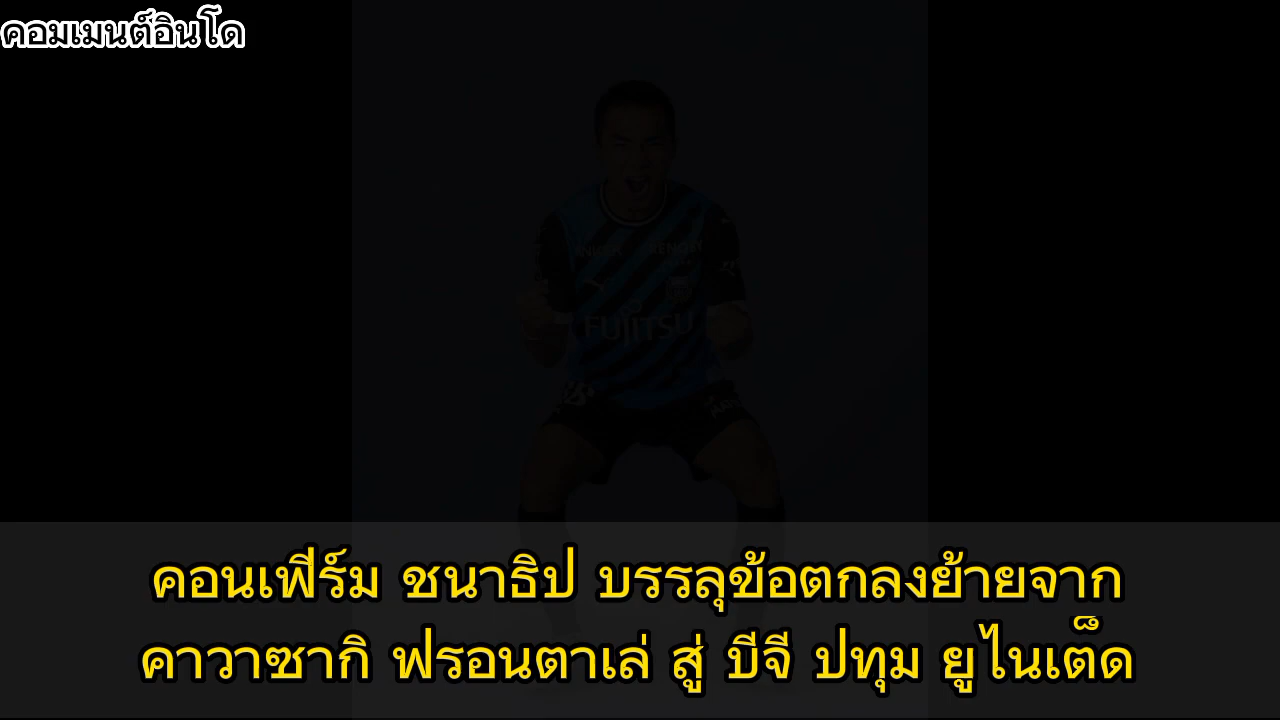 คอมเมนต์อินโด
FUJITSU
คอนเฟิร์ม ชนาธิป บรรลุข้อตกลงย้ายจาก
คาวาซากิ ฟรอนตาเล่ สู่ บีจี ปทุม ยูไนเต็ด